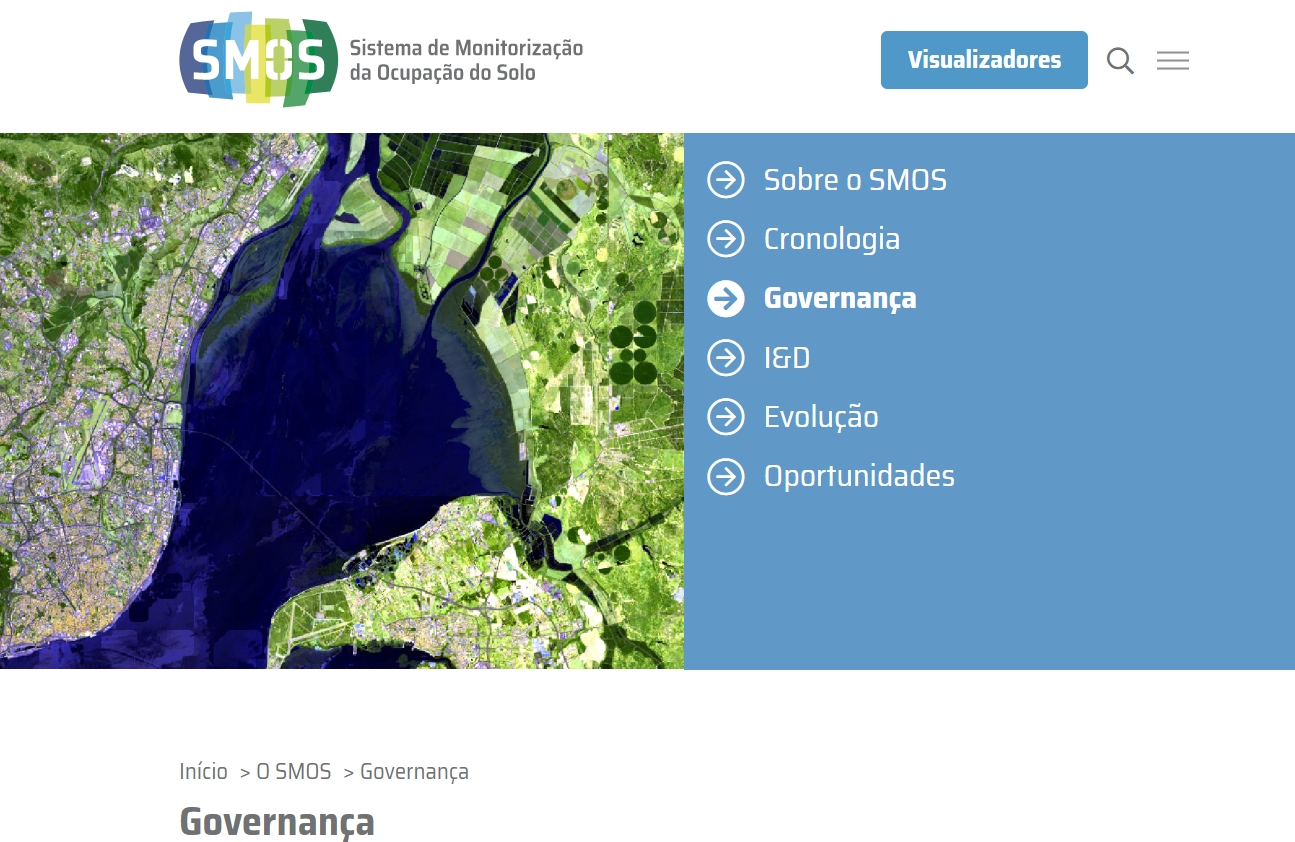 SMOS
Sistema de Monitorização
da Ocupação do Solo
Visualizadores
Sobre o SMOS
Cronologia
Governança
I&D
Evolução
Oportunidades
Início > O SMOS > Governança
Governança